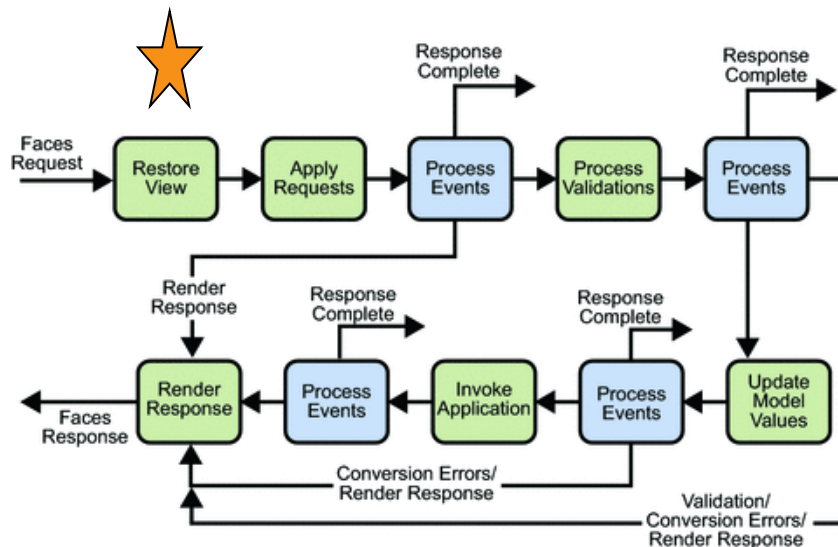 Response
Complete
Response
Complete
Faces
Request
Restore
View
Apply
Requests
Process
Events
Process
Validations
Process
Events
Render
Response
Response
Complete
Response
Complete
Render
Response
Process
Events
Invoke
Application
Process
Events
Update
Model
Values
Faces
Response
Conversion Errors/
Render Response
Validation/
Conversion Errors/
Render Response